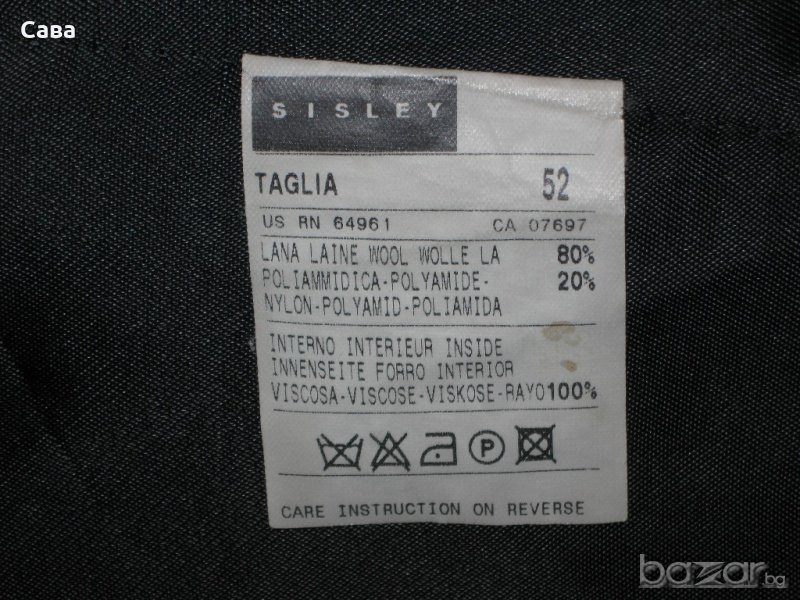 Сава
SISLEY
TAGLIA 52
US RN 64961 CA 07697
LANA LAINE WOOL WOLLE LA 80%
POLIAMMIDICA-POLYAMIDE- 20%
NYLON-POLYAMID-POLIAMIDA
INTERNO INTERIEUR INSIDE
INNENSEITE FORRO INTERIOR
VISCOSA-VISCOSE-VISKOSE-RAYO100%
P
CARE INSTRUCTION ON REVERSE
bazar.bg